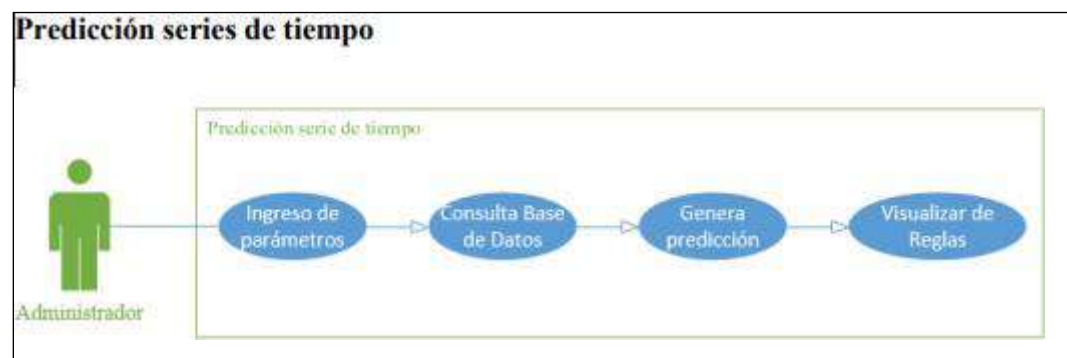 Predicción series de tiempo
Predicción serie de tiempo
Ingreso de
parámetros
Consulta Base
de Datos
Genera
predicción
Visualizar de
Reglas
Administrador